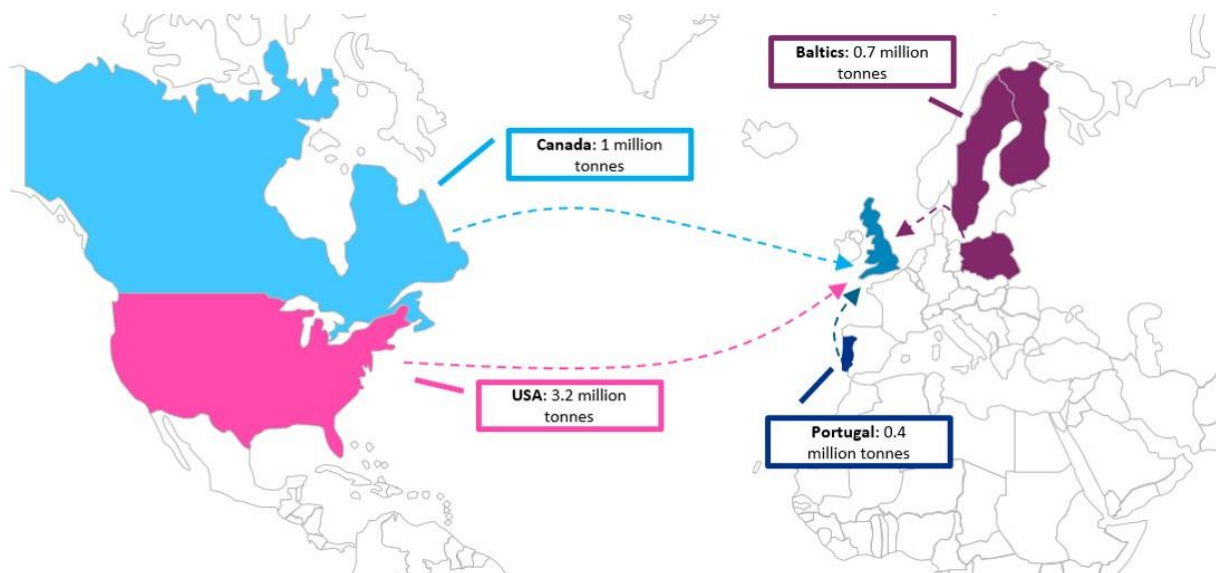 Baltics: 0.7 million
tonnes
Canada: 1 million
tonnes
USA: 3.2 million
tonnes
Portugal: 0.4
million tonnes